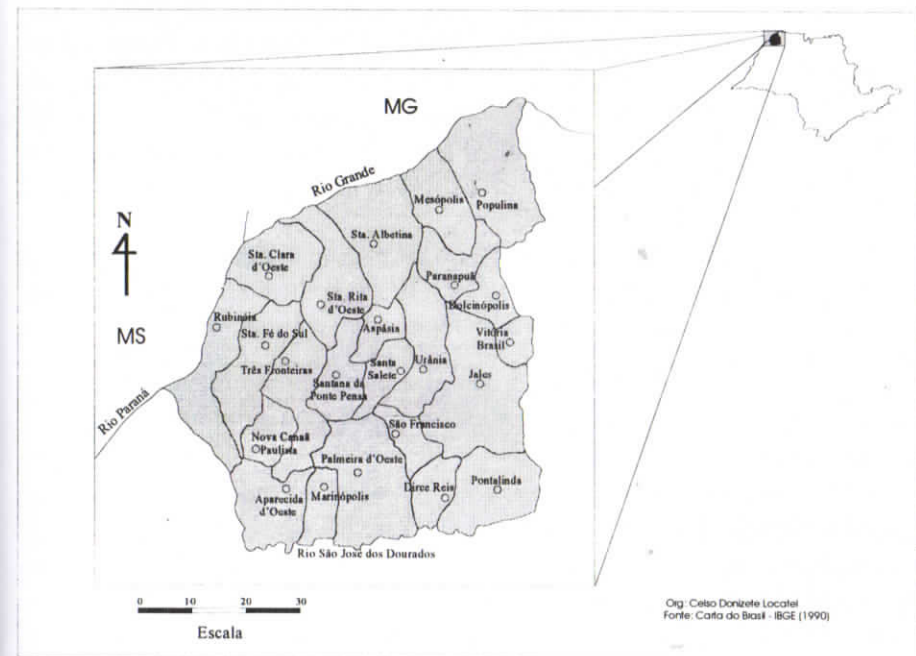 MG
Rio Grande
N
MS
Rio Paraná
Mesópolis
Populina
Sta. Albetina
Sta. Clara
d'Oeste
Paranapuã
Dolcinópolis
Sta. Rita
d'Oeste
Rubinéia
Aspásia
Sta. Fé do Sul
Vitória
Brasil
Três Fronteiras
Santa
Salete
Urânia
Jales
Santana da
Ponte Pensa
São Francisco
Nova Canaã
Paulista
Palmeira d'Oeste
Aparecida
d'Oeste
Marinópolis
Dirce Reis
Pontalinda
Rio São José dos Dourados
0 10 20 30
Escala
Org: Celso Donizete Locatel
Fonte: Carta do Brasil - IBGE (1990)